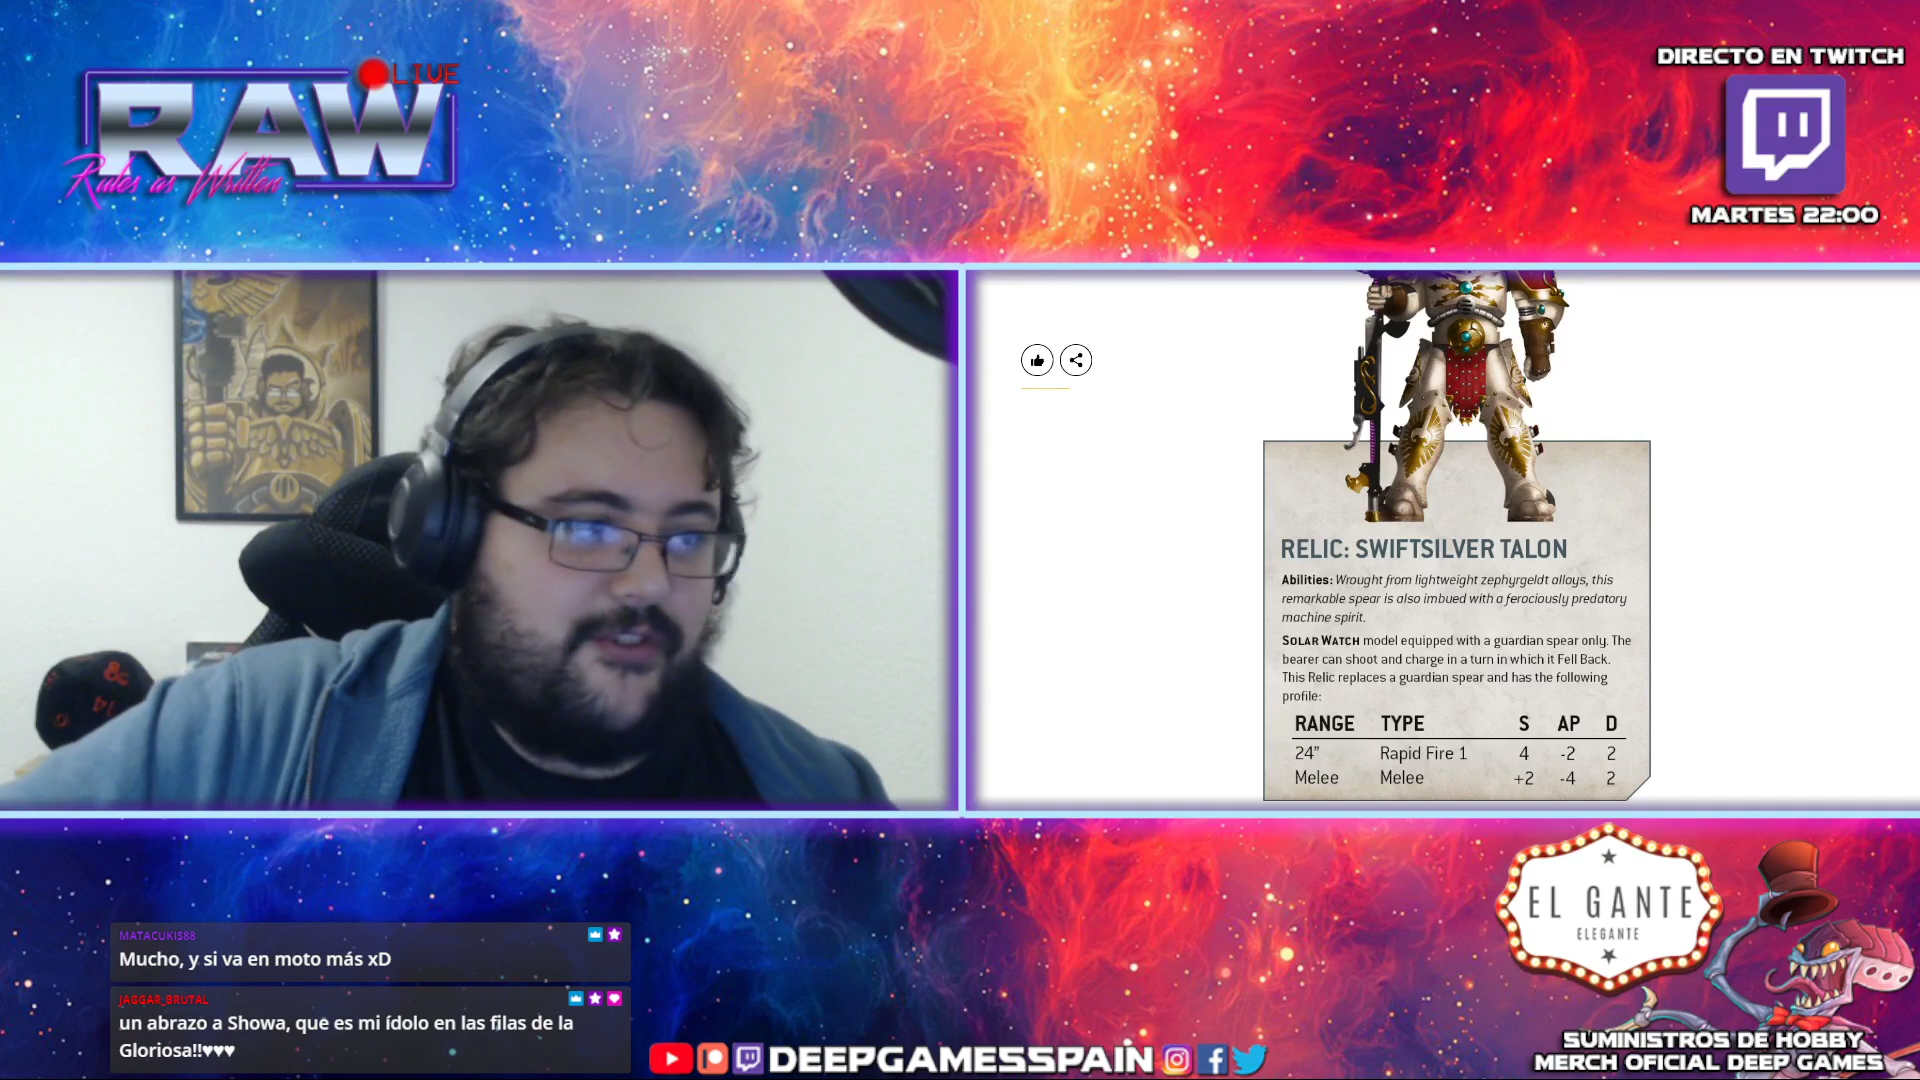 LIVE
RAW
Rules as Written
DIRECTO EN TWITCH
MARTES 22:00
RELIC: SWIFTSILVER TALON
Abilities: Wrought from lightweight zephyrgeldt alloys, this
remarkable spear is also imbued with a ferociously predatory
machine spirit.
SOLAR WATCH model equipped with a guardian spear only. The
bearer can shoot and charge in a turn in which it Fell Back.
This Relic replaces a guardian spear and has the following
profile:
RANGE TYPE S AP D
24" Rapid Fire 1 4 -2 2
Melee Melee +2 -4 2
MATACUKIS88
Mucho, y si va en moto más xD
JAGGAR_BRUTAL
un abrazo a Showa, que es mi ídolo en las filas de la
Gloriosa!!♥♥♥
DEEPGAMESSPAIN
EL GANTE
ELEGANTE
SUMINISTROS DE HOBBY
MERCH OFICIAL DEEP GAMES